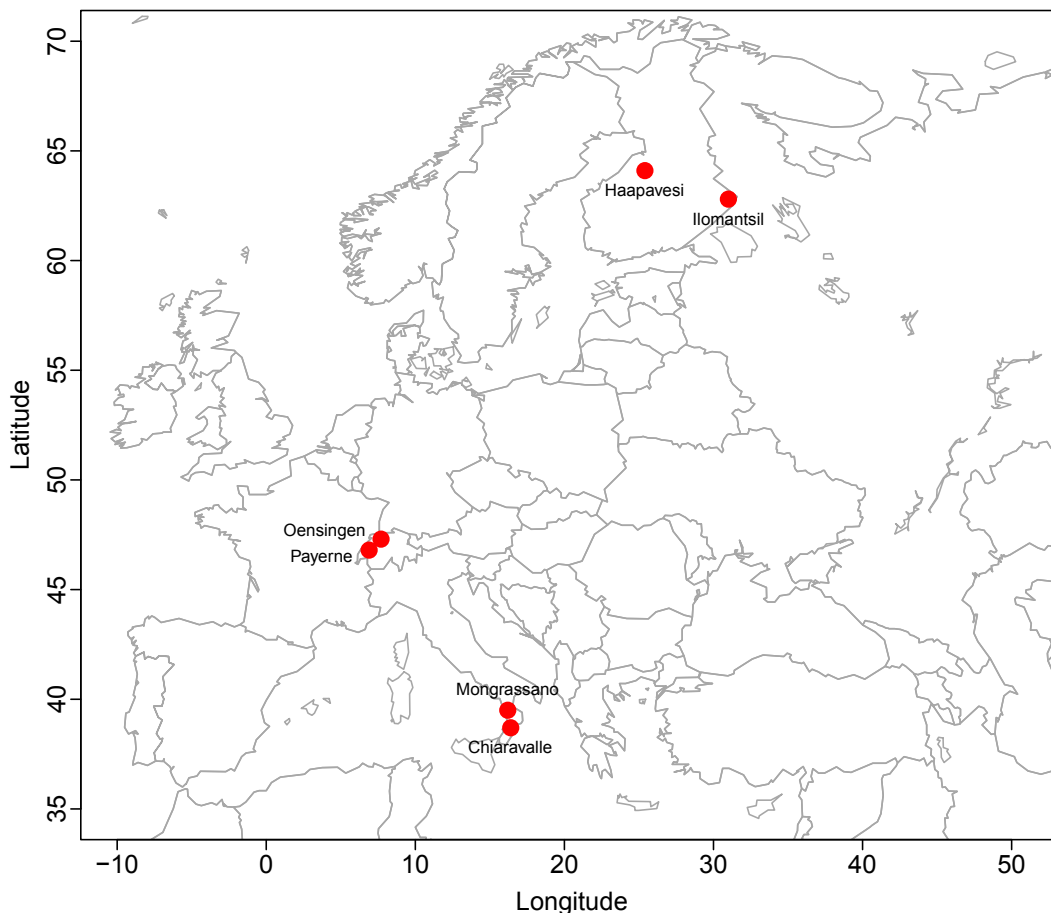 70
65
60
55
50
45
40
35
Latitude
Haapavesi
Ilomantsil
Oensingen
Payerne
Mongrassano
Chiaravalle
−10 0 10 20 30 40 50
Longitude